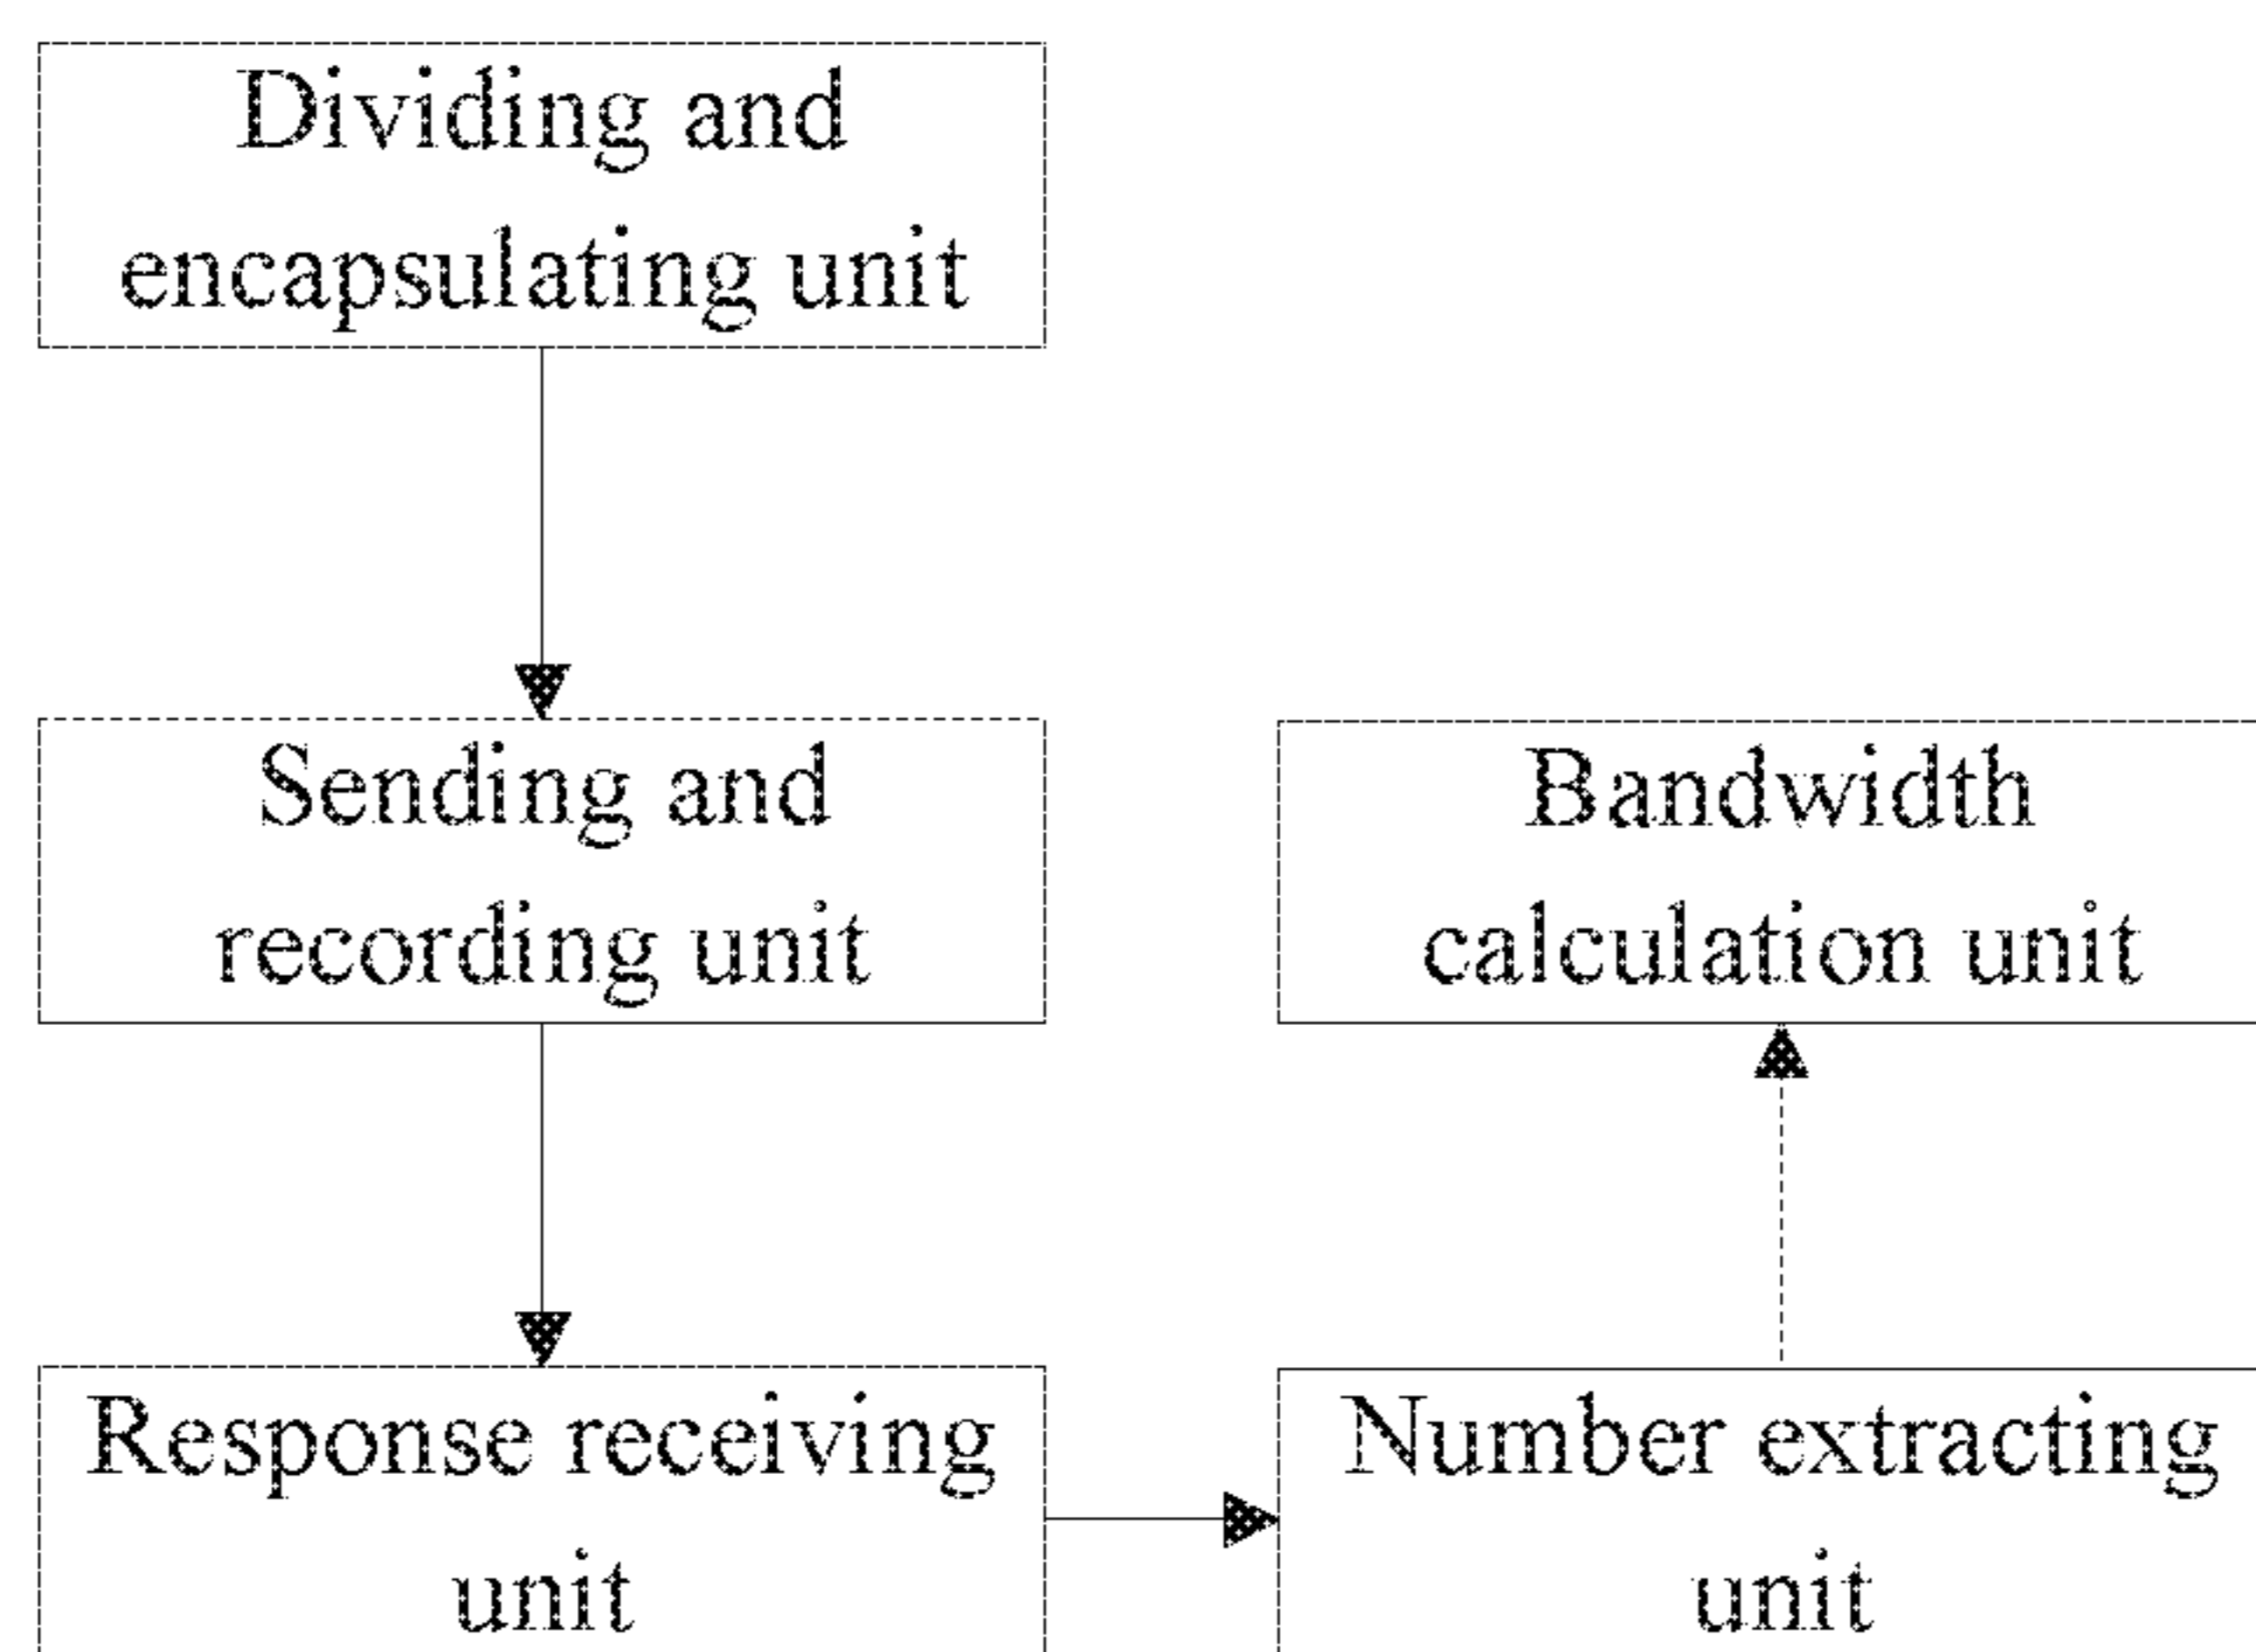 Dividing and
encapsulating unit
Sending and
recording unit
Bandwidth
calculation unit
Response receiving
unit
Number extracting
unit